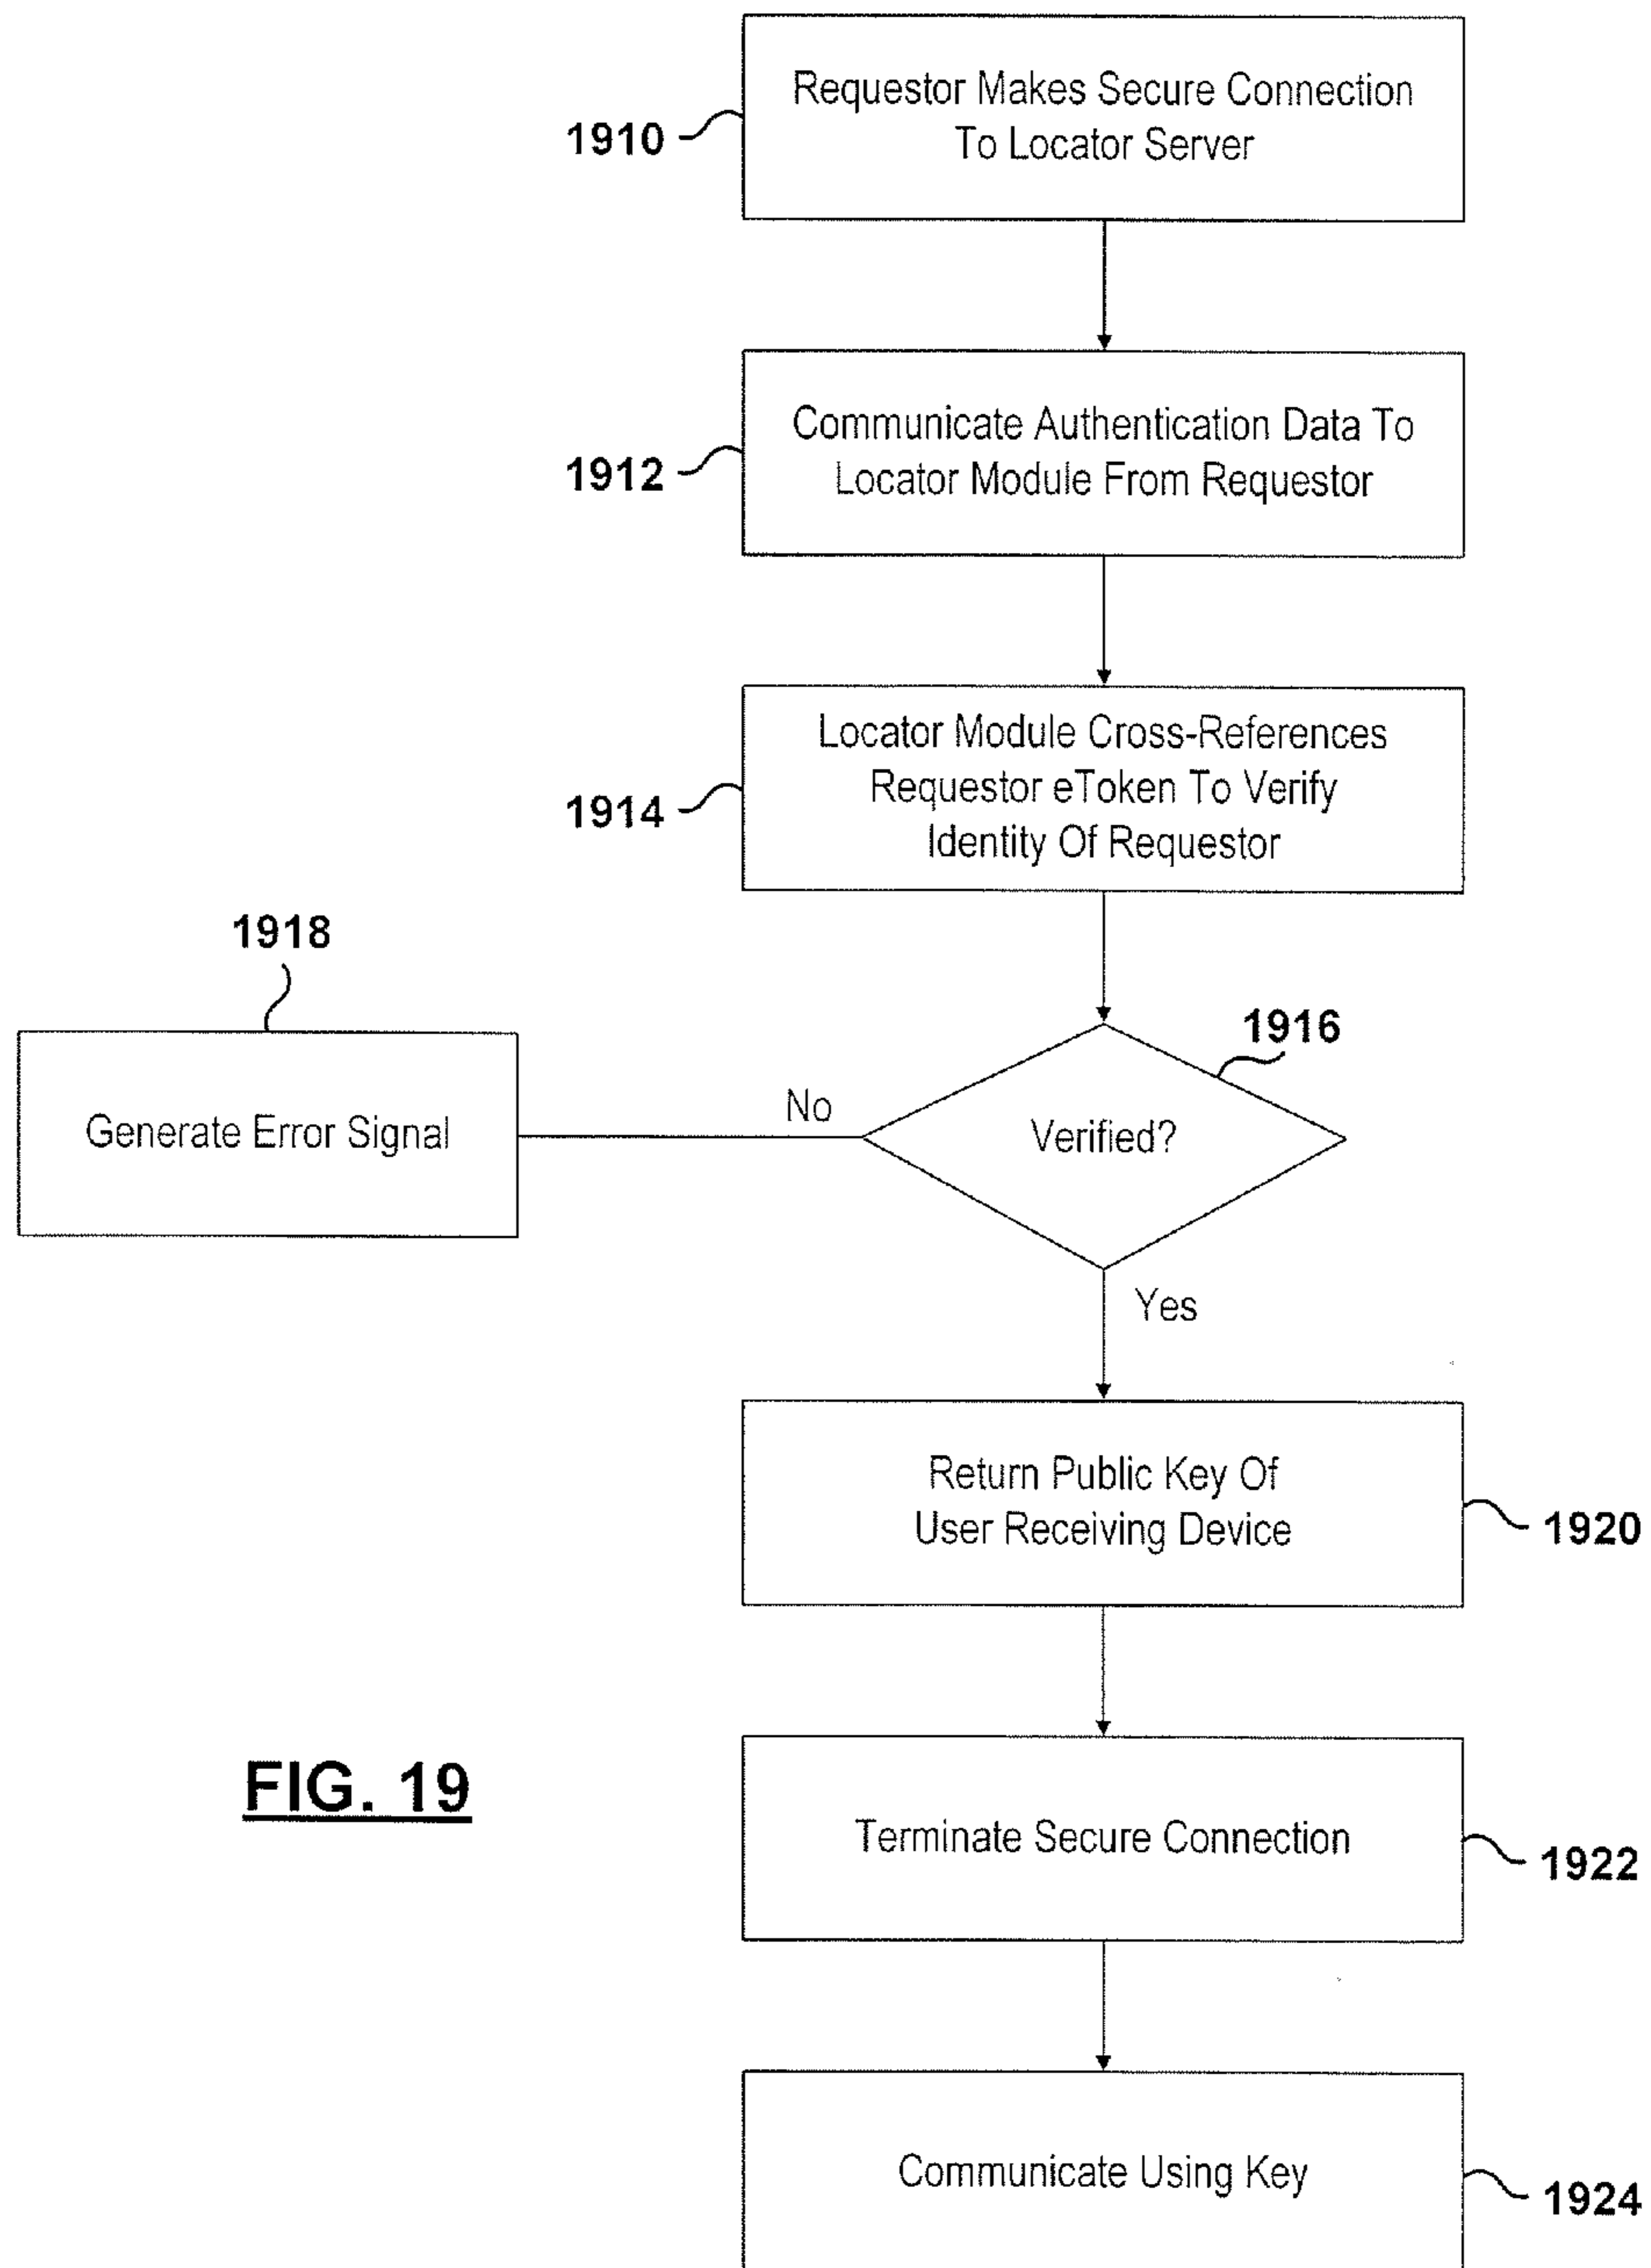 Requestor Makes Secure Connection
To Locator Server
1910
Communicate Authentication Data To
Locator Module From Requestor
1912
Locator Module Cross-References
Requestor eToken To Verify
Identity Of Requestor
1914
1918
Generate Error Signal
No
1916
Verified?
Yes
Return Public Key Of
User Receiving Device
1920
FIG. 19
Terminate Secure Connection
1922
Communicate Using Key
1924